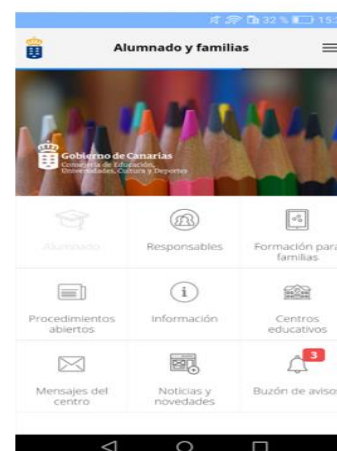 32 % 15:
Alumnado y familias
Gobierno de Canarias
Consejería de Educación,
Universidades, Cultura y Deportes
Alumnado
Responsables
Formación para
familias
Procedimientos
abiertos
Información
Centros
educativos
Mensajes del
centro
Noticias y
novedades
3
Buzón de avisos